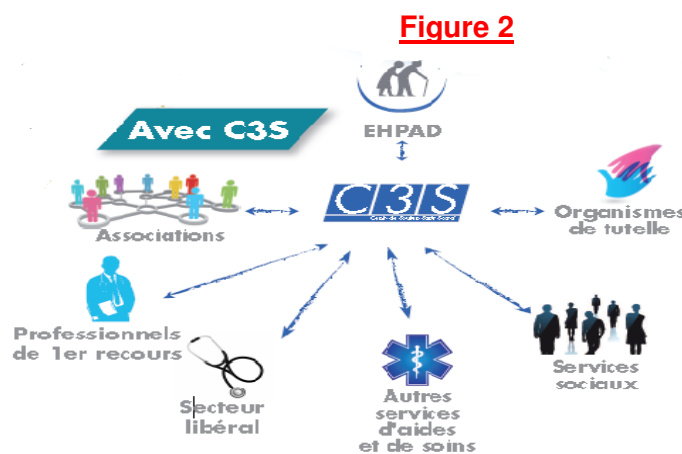 Figure 2
Avec C3S
EHPAD
C3S
Associations
Organismes
de tutelle
Professionnels
de 1er recours
Secteur
libéral
Autres
services
d'aides
et de soins
Services
sociaux